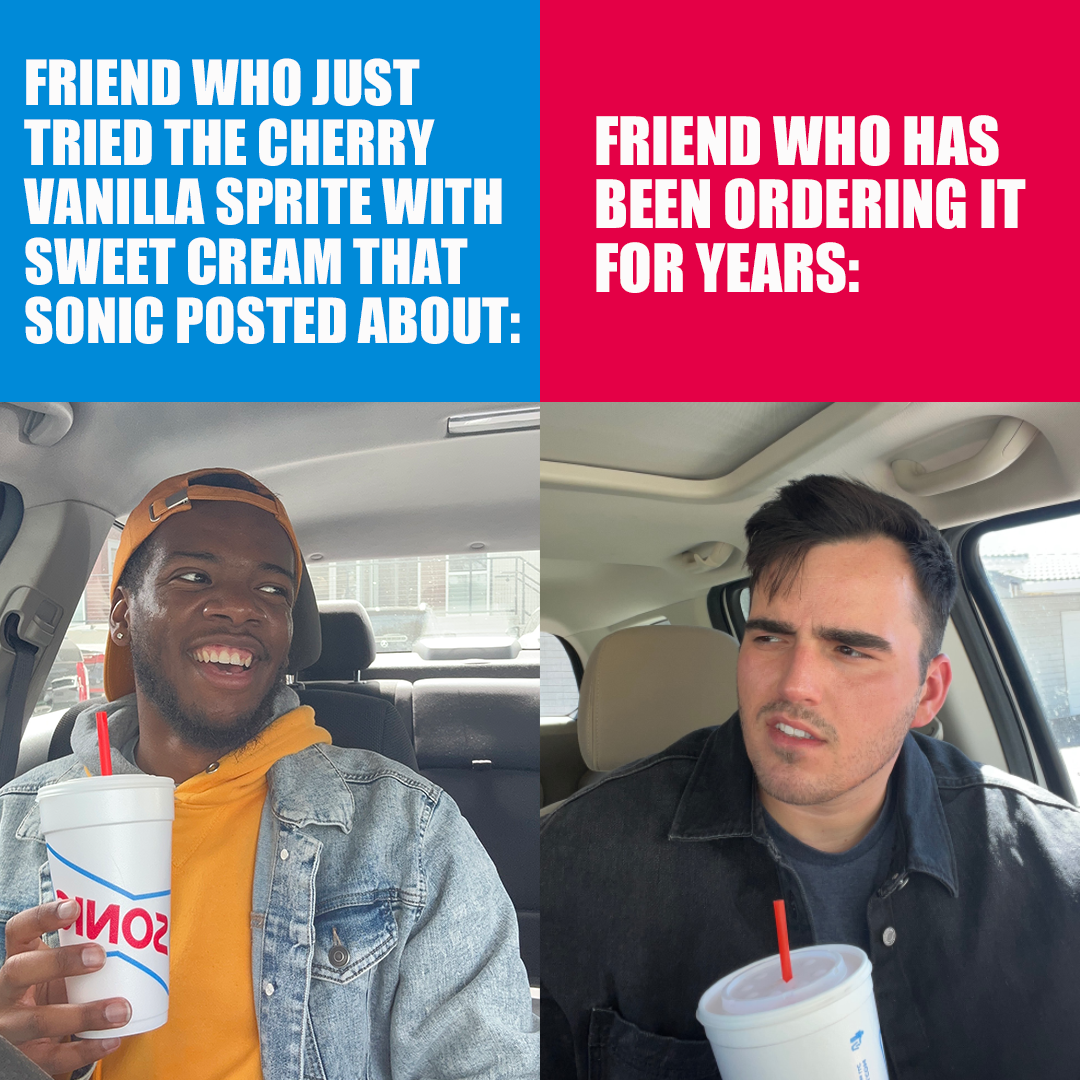 FRIEND WHO JUST
TRIED THE CHERRY
VANILLA SPRITE WITH
SWEET CREAM THAT
SONIC POSTED ABOUT:
FRIEND WHO HAS
BEEN ORDERING IT
FOR YEARS:
SONIC